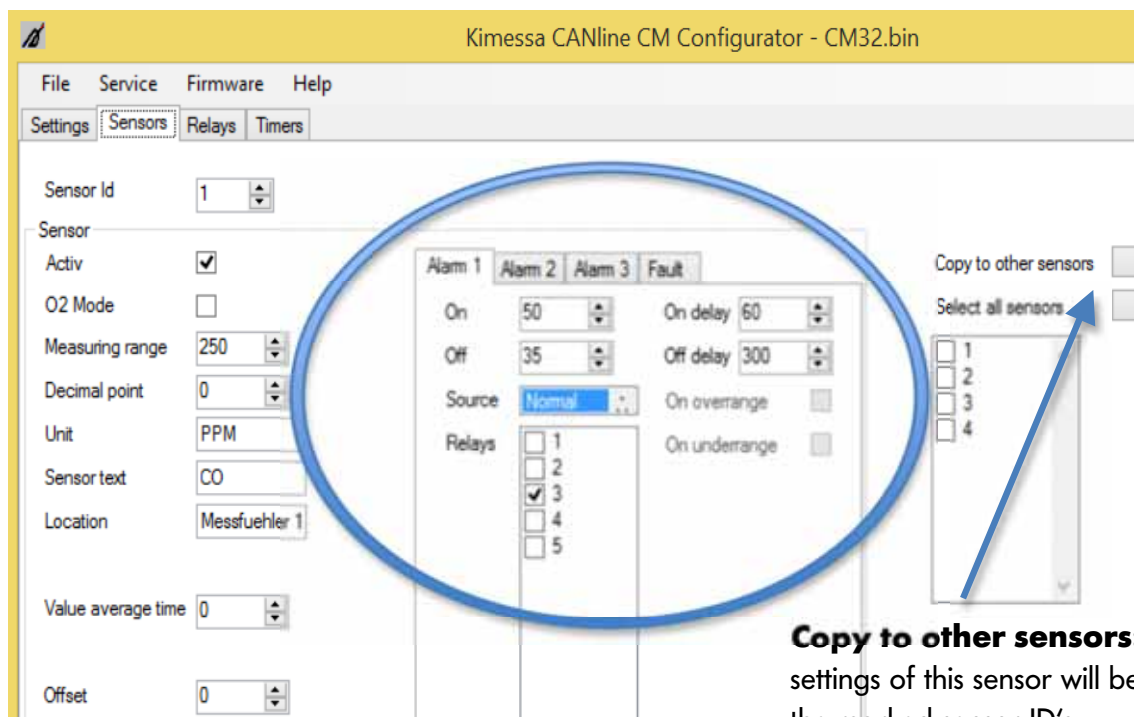 Kimessa CANline CM Configurator - CM32.bin
File Service Firmware Help
Settings Sensors Relays Timers
Sensor Id 1
Sensor
Activ
O2 Mode
Measuring range 250
Decimal point 0
Unit PPM
Sensor text CO
Location Messfuehler 1
Value average time 0
Offset 0
Alarm 1 Alarm 2 Alarm 3 Fault
On 50 On delay 60
Off 35 Off delay 300
Source Normal On overrange
Relays 1 On underrange
2
3
4
5
Copy to other sensors
Select all sensors
1
2
3
4
Copy to other sensors
settings of this sensor will be